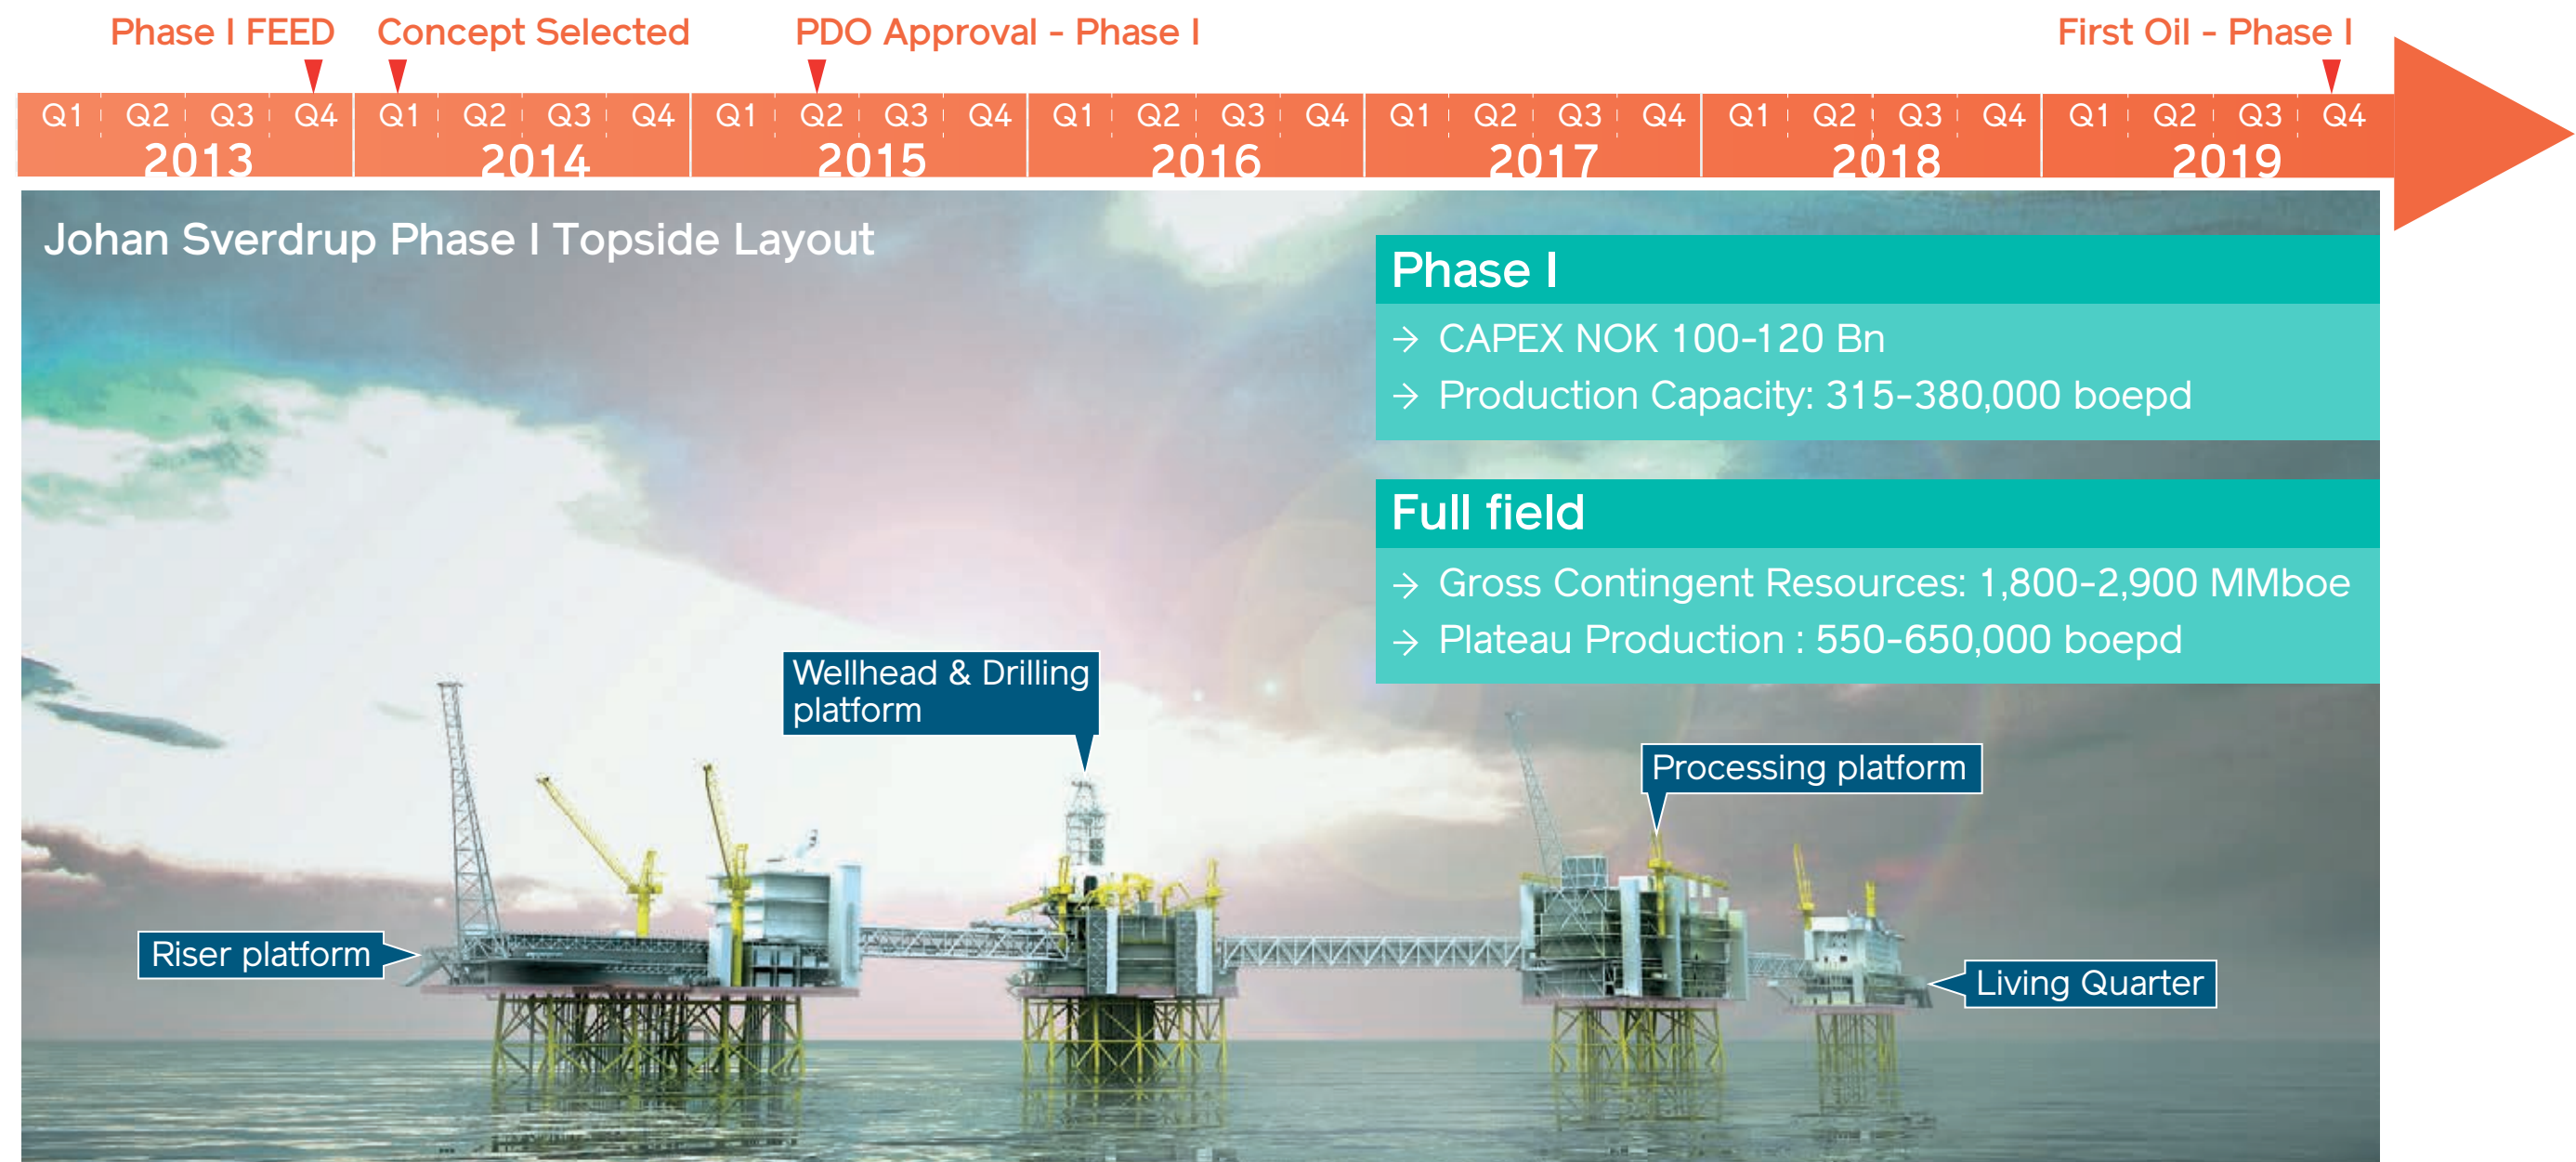 Phase I FEED Concept Selected PDO Approval - Phase I First Oil - Phase I
Q1 Q2 Q3 Q4 Q1 Q2 Q3 Q4 Q1 Q2 Q3 Q4 Q1 Q2 Q3 Q4 Q1 Q2 Q3 Q4 Q1 Q2 Q3 Q4 Q1 Q2 Q3 Q4
2013 2014 2015 2016 2017 2018 2019
Johan Sverdrup Phase I Topside Layout
Phase I
→ CAPEX NOK 100-120 Bn
→ Production Capacity: 315-380,000 boepd
Full field
→ Gross Contingent Resources: 1,800-2,900 MMboe
→ Plateau Production : 550-650,000 boepd
Wellhead & Drilling
platform
Processing platform
Riser platform
Living Quarter